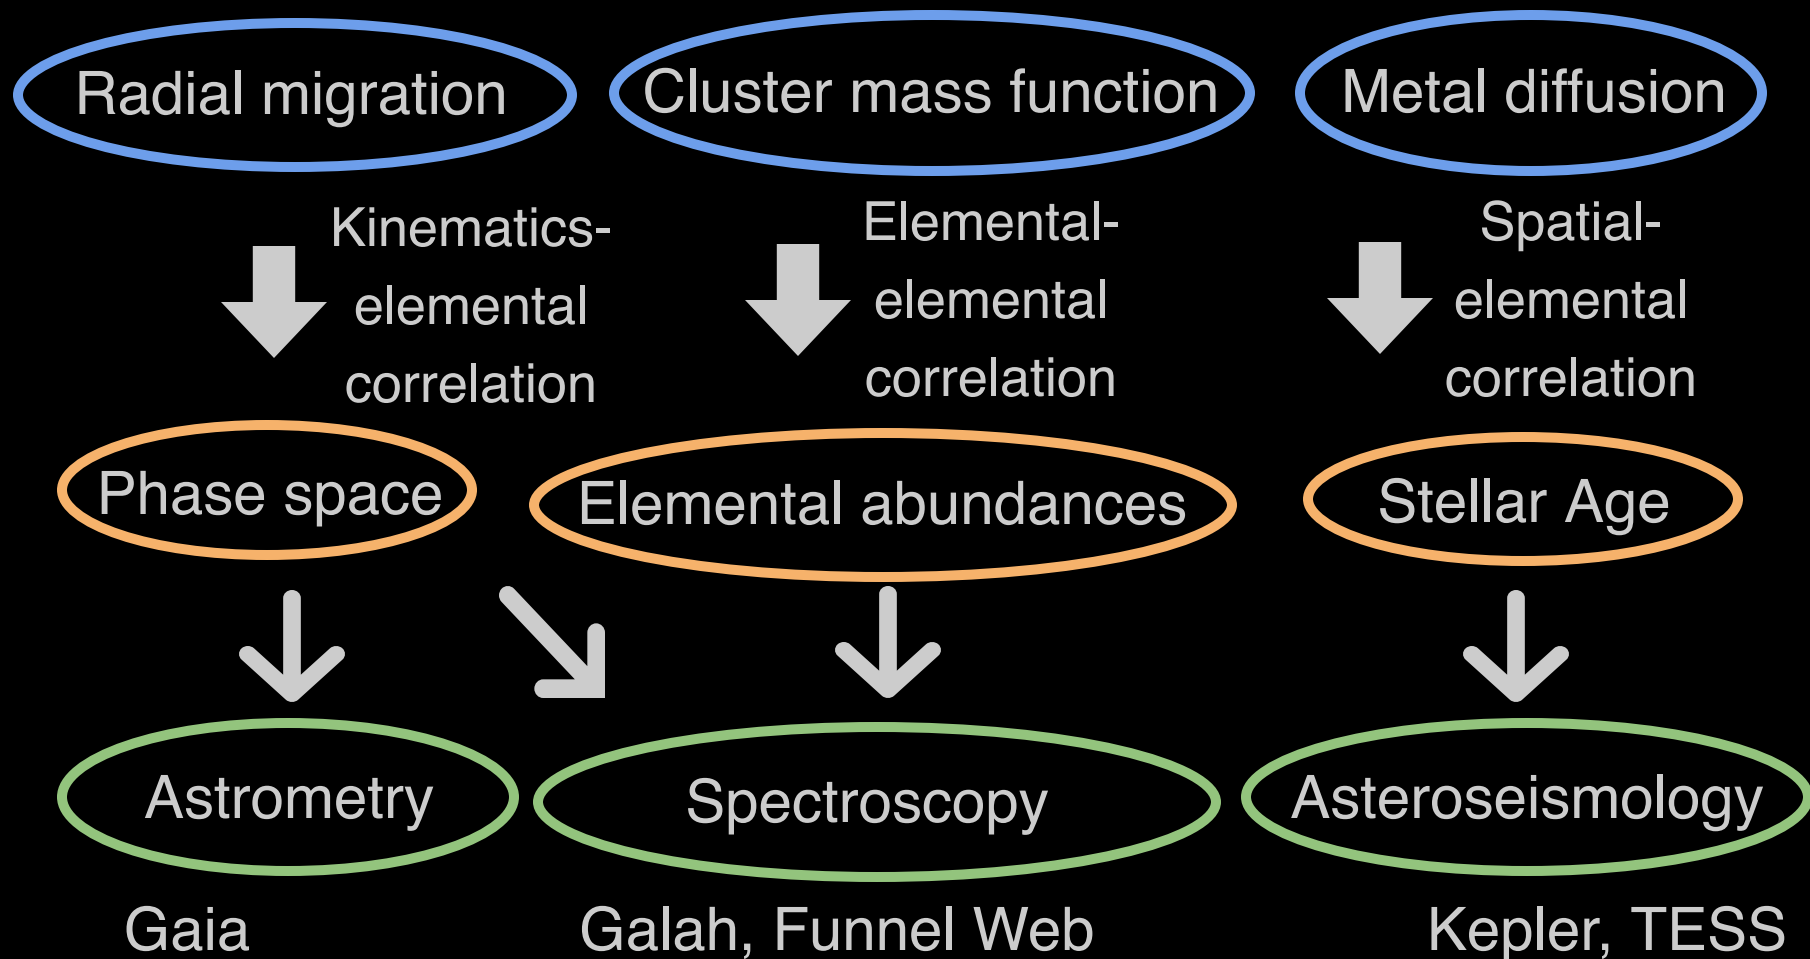 Radial migration
Cluster mass function
Metal diffusion
Kinematics-
elemental
correlation
Elemental-
elemental
correlation
Spatial-
elemental
correlation
Phase space
Elemental abundances
Stellar Age
Astrometry
Spectroscopy
Asteroseismology
Gaia
Galah, Funnel Web
Kepler, TESS